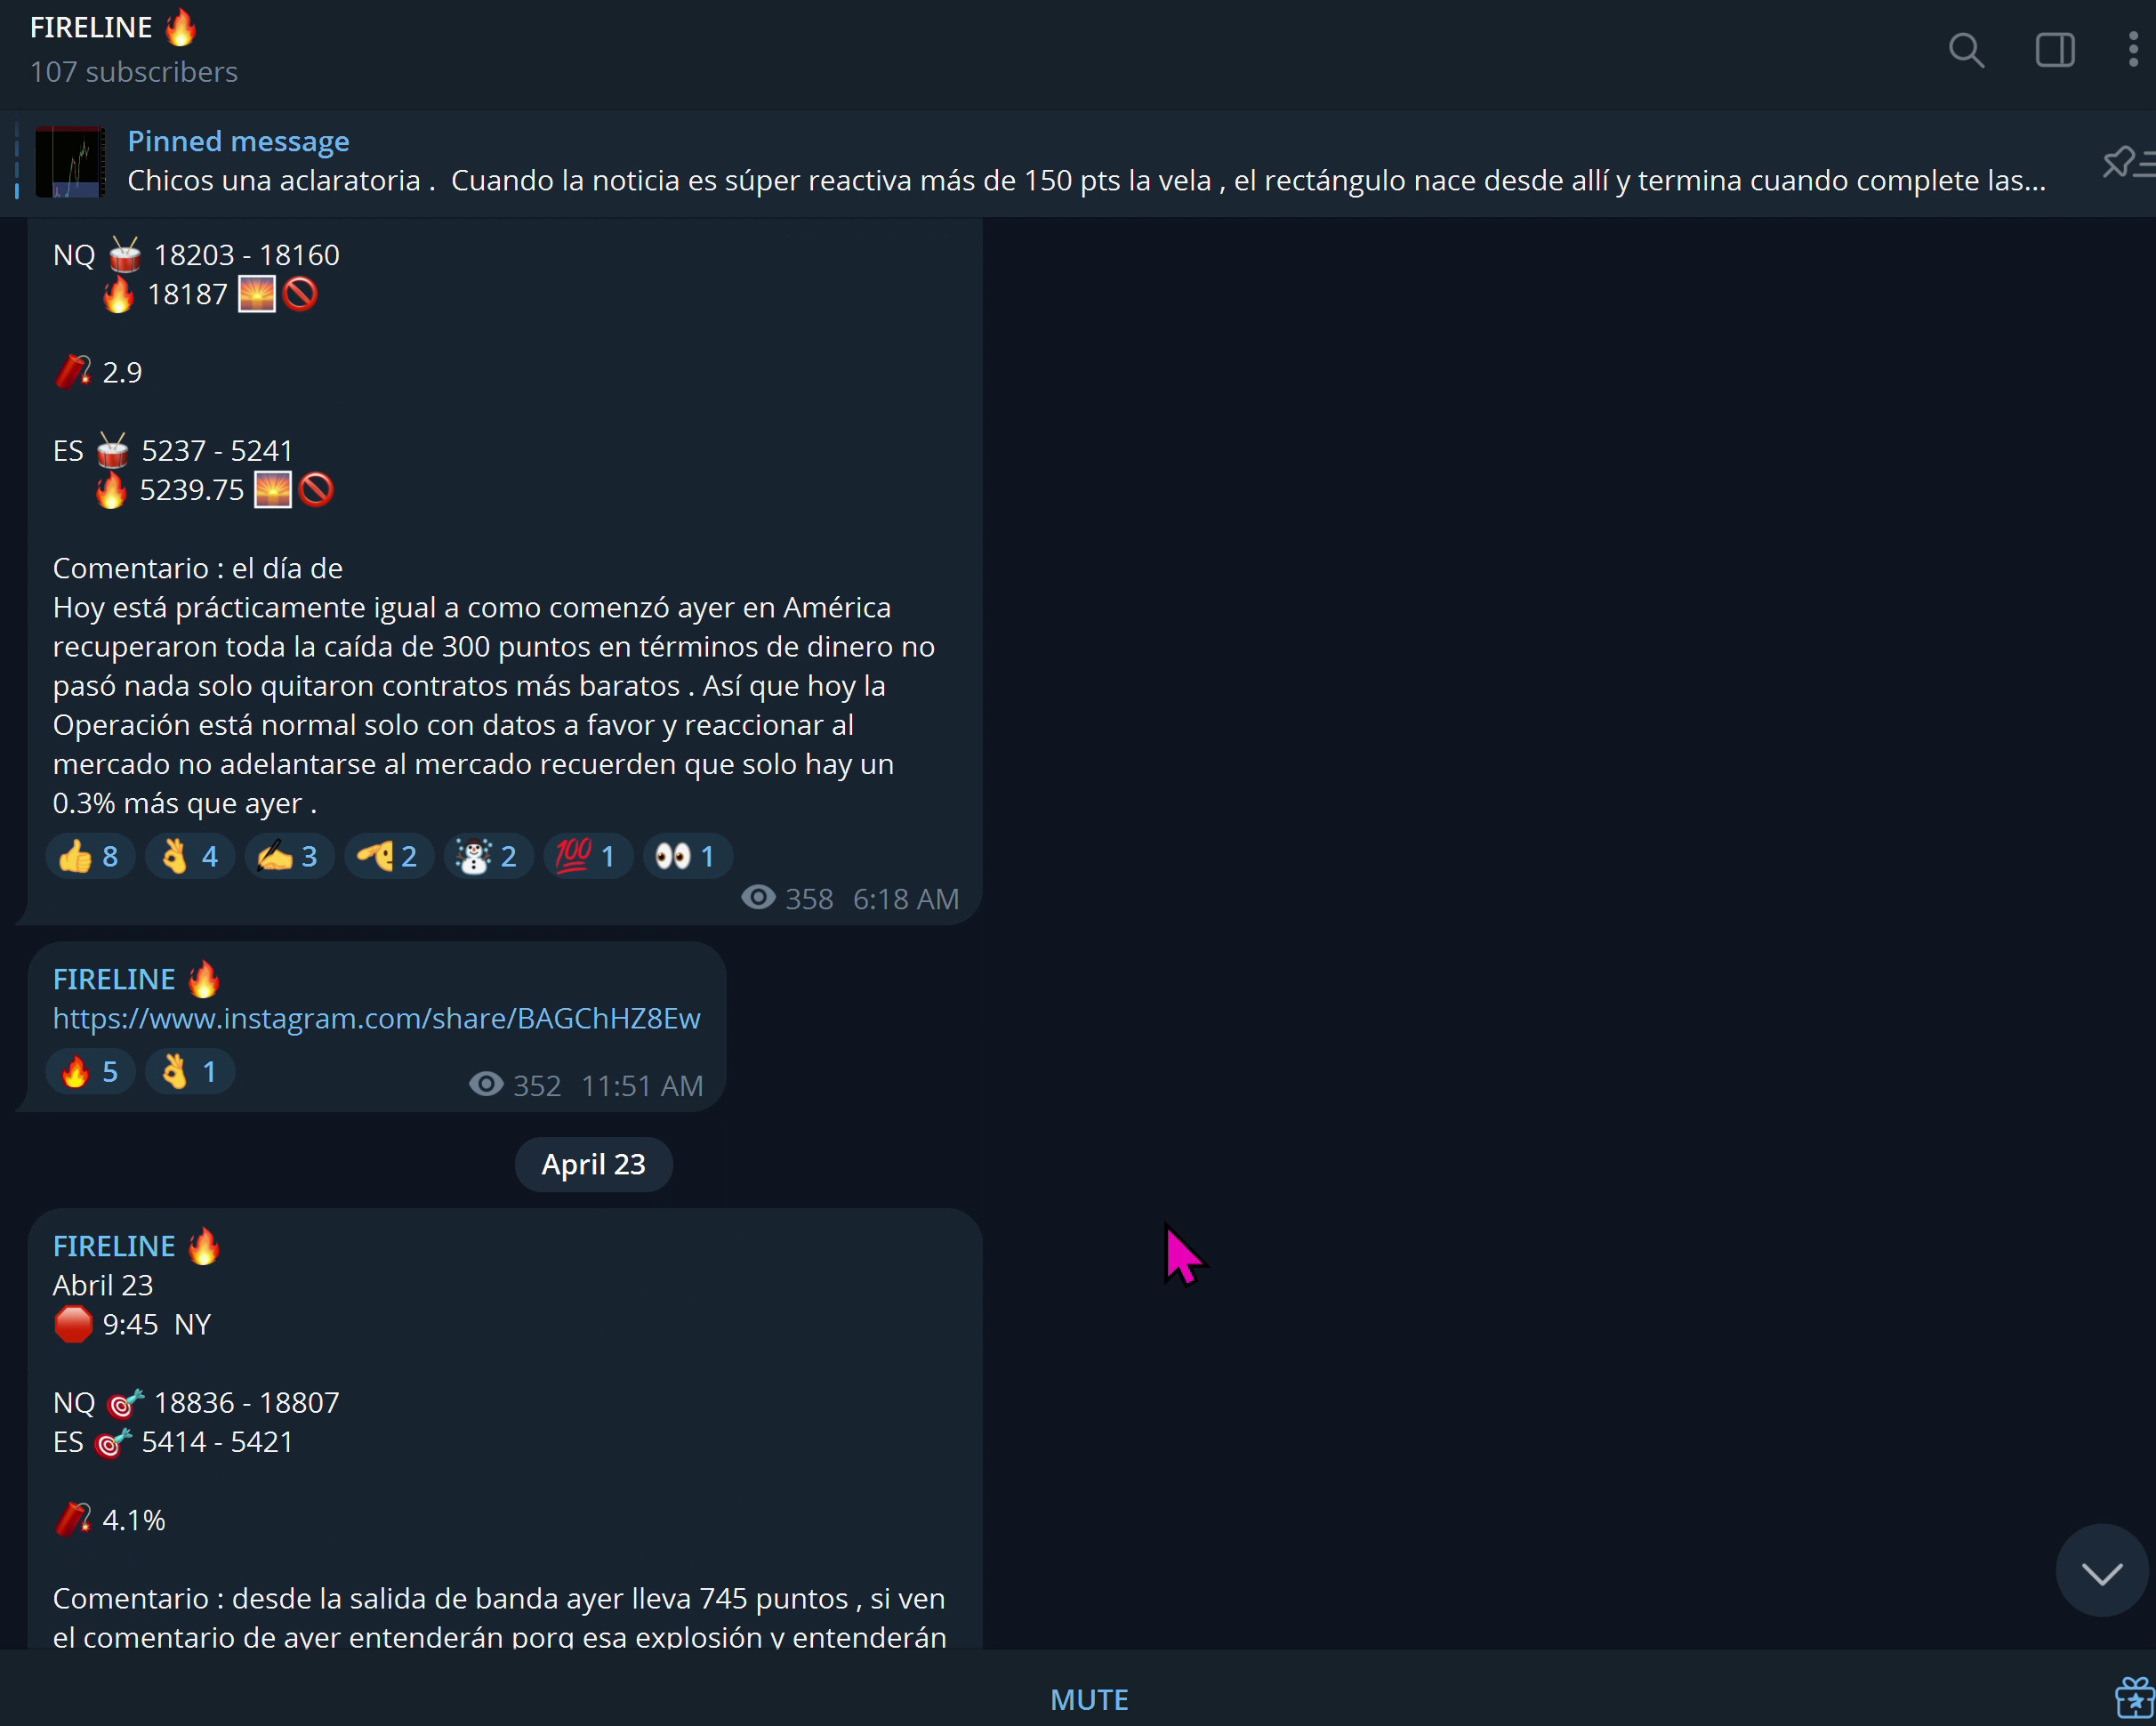 FIRELINE 🔥
107 subscribers
Pinned message
Chicos una aclaratoria .  Cuando la noticia es súper reactiva más de 150 pts la vela , el rectángulo nace desde allí y termina cuando complete las...
NQ 🥁 18203 - 18160
🔥 18187 🌅🚫
🧨 2.9
ES 🥁 5237 - 5241
🔥 5239.75 🌅🚫
Comentario : el día de
Hoy está prácticamente igual a como comenzó ayer en América
recuperaron toda la caída de 300 puntos en términos de dinero no
pasó nada solo quitaron contratos más baratos . Así que hoy la
Operación está normal solo con datos a favor y reaccionar al
mercado no adelantarse al mercado recuerden que solo hay un
0.3% más que ayer .
👍 8 👌 4 ✍️ 3 🫡 2 ☃️ 2 💯 1 👀 1
358 6:18 AM
FIRELINE 🔥
https://www.instagram.com/share/BAGChHZ8Ew
🔥 5 👌 1
352 11:51 AM
April 23
FIRELINE 🔥
Abril 23
🛑 9:45  NY
NQ 🎯 18836 - 18807
ES 🎯 5414 - 5421
🧨 4.1%
Comentario : desde la salida de banda ayer lleva 745 puntos , si ven
el comentario de ayer entenderán porq esa explosión y entenderán
MUTE